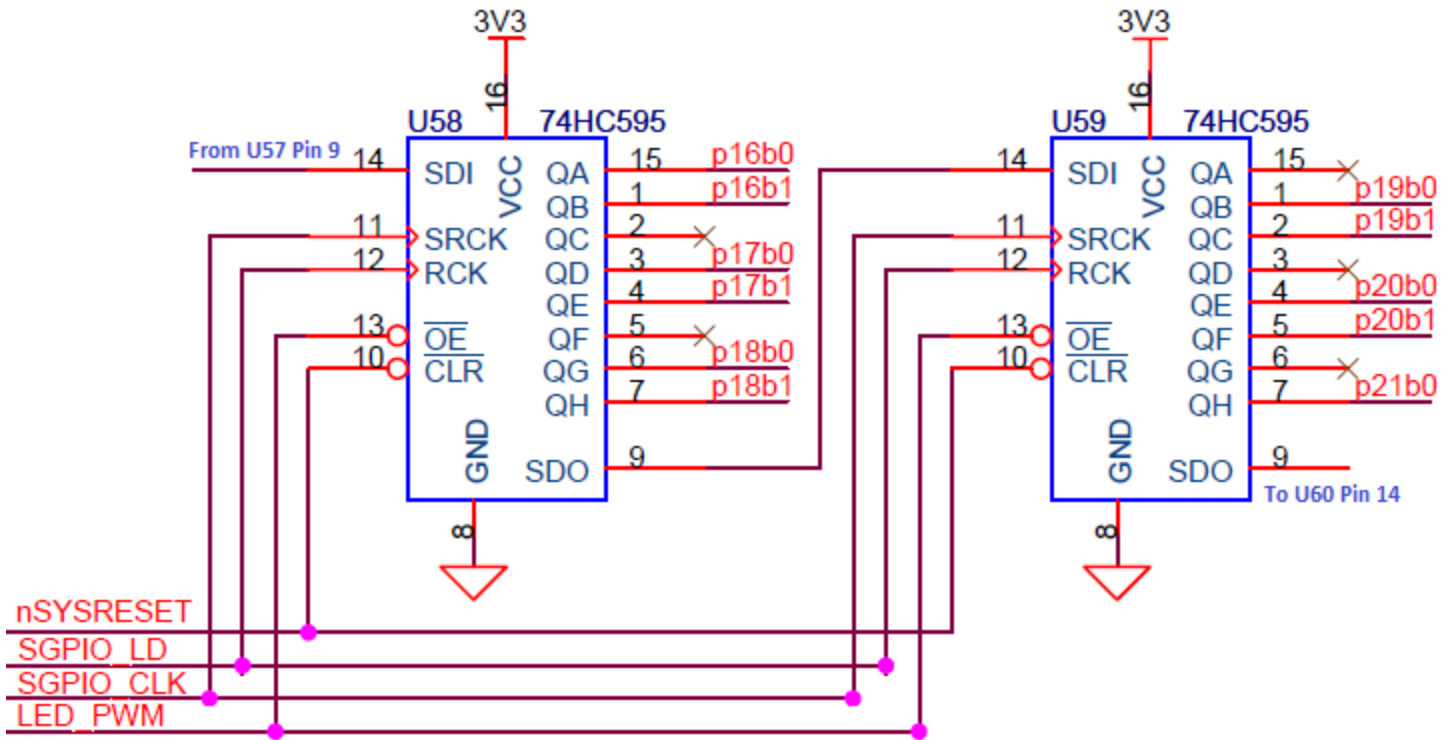 3V3
16
U58 74HC595
From U57 Pin 9 14
SDI
VCC
QA 15 p16b0
QB 1 p16b1
11 SRCK
QC 2
12 RCK
QD 3 p17b0
QE 4 p17b1
13 OE
QF 5
10 CLR
QG 6 p18b0
QH 7 p18b1
GND
SDO 9
8
3V3
16
U59 74HC595
14 SDI
VCC
QA 15
QB 1 p19b0
11 SRCK
QC 2 p19b1
12 RCK
QD 3
QE 4 p20b0
13 OE
QF 5 p20b1
10 CLR
QG 6
QH 7 p21b0
GND
SDO 9
To U60 Pin 14
8
nSYSRESET
SGPIO_LD
SGPIO_CLK
LED_PWM